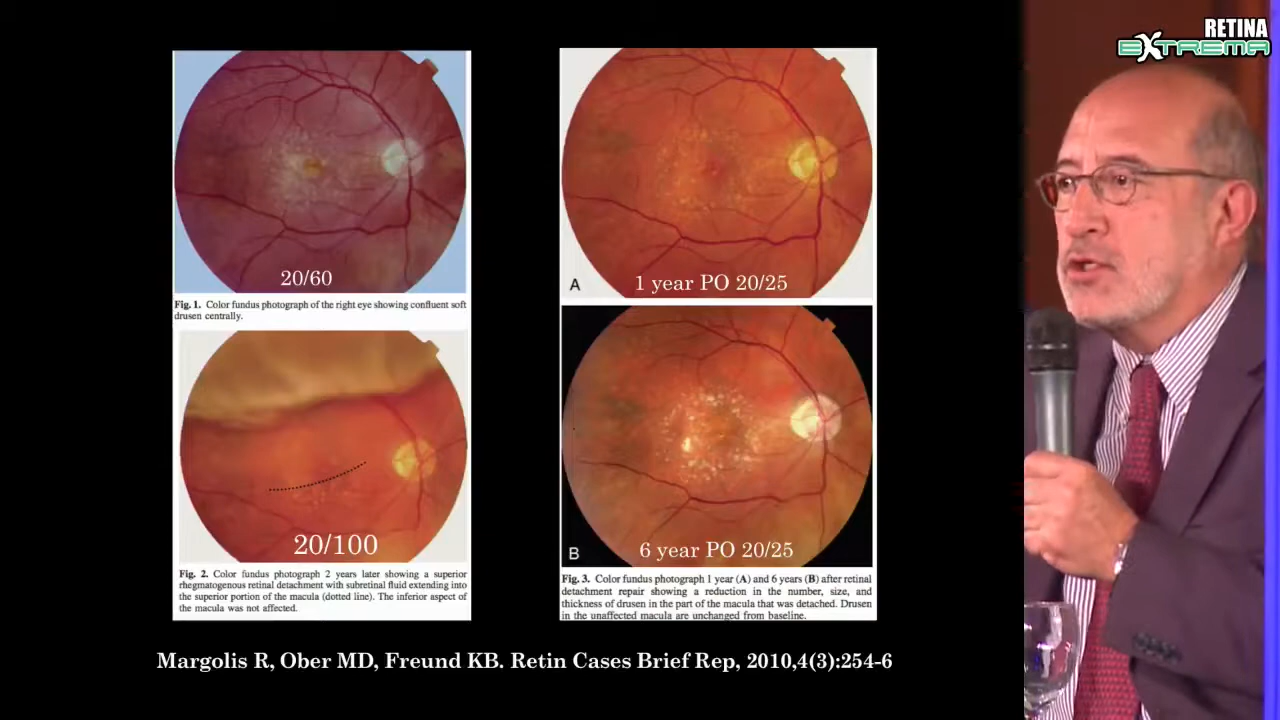 RETINA
EXTREMA
20/60
Fig. 1. Color fundus photograph of the right eye showing confluent soft
drusen centrally.
20/100
Fig. 2. Color fundus photograph 2 years later showing a superior
rhegmatogenous retinal detachment with subretinal fluid extending into
the superior portion of the macula (dotted line). The inferior aspect of
the macula was not affected.
A
1 year PO 20/25
B
6 year PO 20/25
Fig. 3. Color fundus photograph 1 year (A) and 6 years (B) after retinal
detachment repair showing a reduction in the number, size, and
thickness of drusen in the part of the macula that was detached. Drusen
in the unaffected macula are unchanged from baseline.
Margolis R, Ober MD, Freund KB. Retin Cases Brief Rep, 2010,4(3):254-6